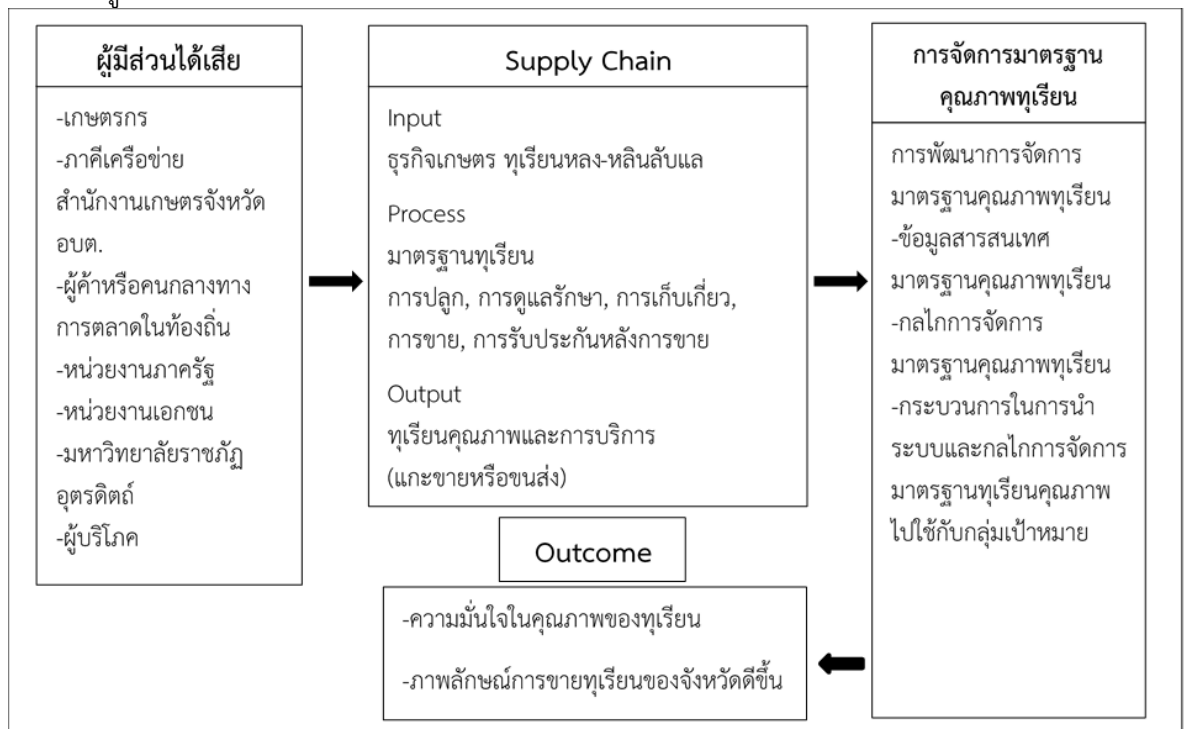 ผู้มีส่วนได้เสีย
-เกษตรกร
-ภาคีเครือข่าย
สำนักงานเกษตรจังหวัด
อบต.
-ผู้ค้าหรือคนกลางทาง
การตลาดในท้องถิ่น
-หน่วยงานภาครัฐ
-หน่วยงานเอกชน
-มหาวิทยาลัยราชภัฏ
อุตรดิตถ์
-ผู้บริโภค
Supply Chain
Input
ธุรกิจเกษตร ทุเรียนหลง-หลินลับแล
Process
มาตรฐานทุเรียน
การปลูก, การดูแลรักษา, การเก็บเกี่ยว,
การขาย, การรับประกันหลังการขาย
Output
ทุเรียนคุณภาพและการบริการ
(แกะขายหรือขนส่ง)
การจัดการมาตรฐาน
คุณภาพทุเรียน
การพัฒนาการจัดการ
มาตรฐานคุณภาพทุเรียน
-ข้อมูลสารสนเทศ
มาตรฐานคุณภาพทุเรียน
-กลไกการจัดการ
มาตรฐานคุณภาพทุเรียน
-กระบวนการในการนำ
ระบบและกลไกการจัดการ
มาตรฐานทุเรียนคุณภาพ
ไปใช้กับกลุ่มเป้าหมาย
Outcome
-ความมั่นใจในคุณภาพของทุเรียน
-ภาพลักษณ์การขายทุเรียนของจังหวัดดีขึ้น